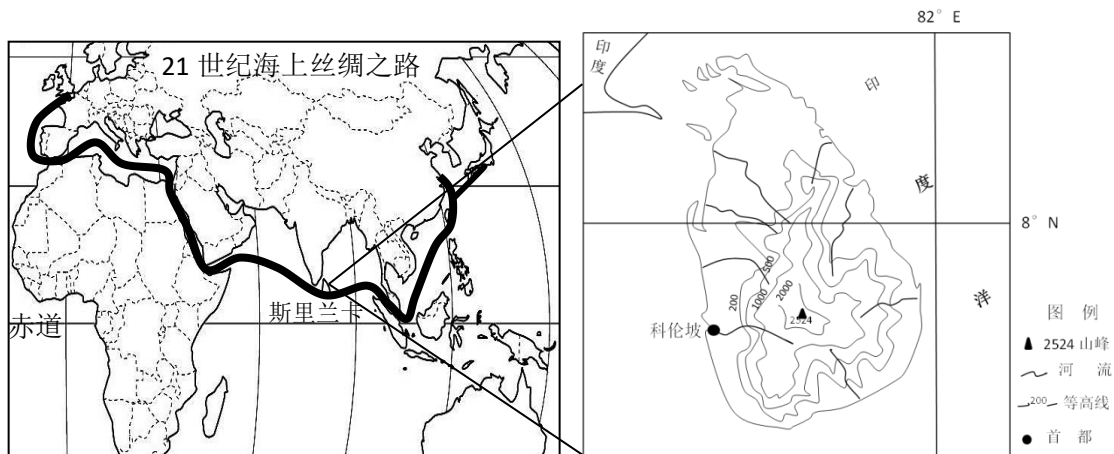 21 世纪海上丝绸之路
斯里兰卡
赤道
82° E
印度
印
度
洋
8° N
500
200
1000
2000
2524
科伦坡
图 例
2524 山峰
河 流
200 等高线
首 都